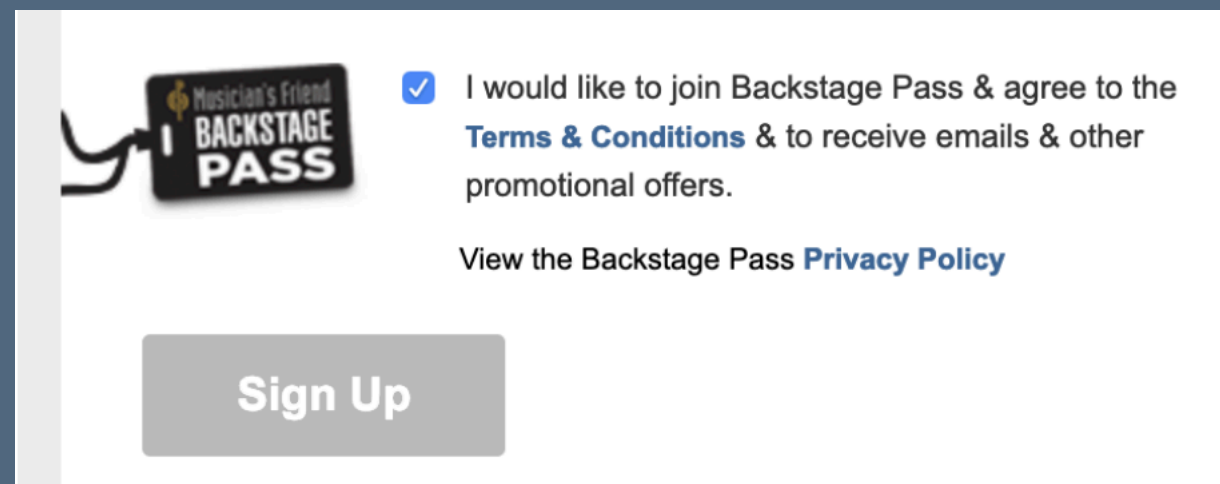 Musician's Friend
BACKSTAGE
PASS
I would like to join Backstage Pass & agree to the
Terms & Conditions & to receive emails & other
promotional offers.
View the Backstage Pass Privacy Policy
Sign Up